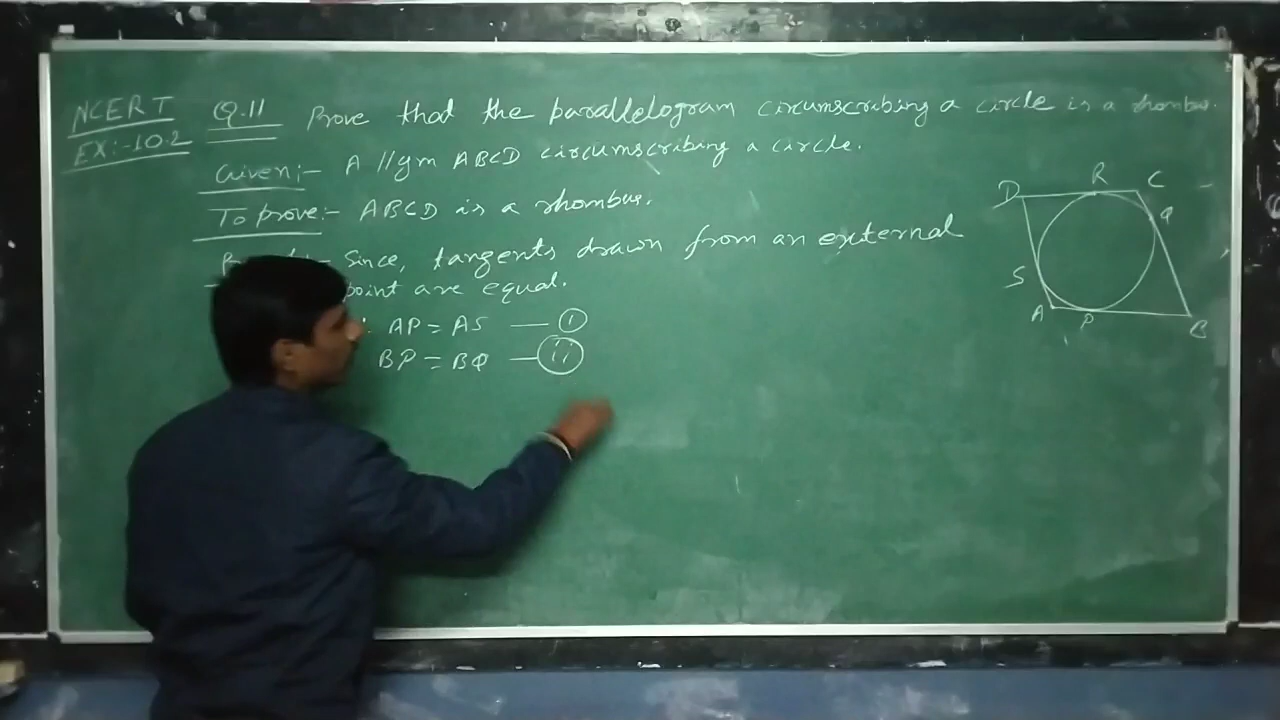 NCERT
EX:-10.2
Q.11 Prove that the parallelogram circumscribing a circle is a rhombus.
Given:- A //gm ABCD circumscribing a circle.
To prove:- ABCD is a rhombus.
Since, tangents drawn from an external
point are equal.
AP = AS — (i)
BP = BQ — (ii)
D R C
Q
S
A P B